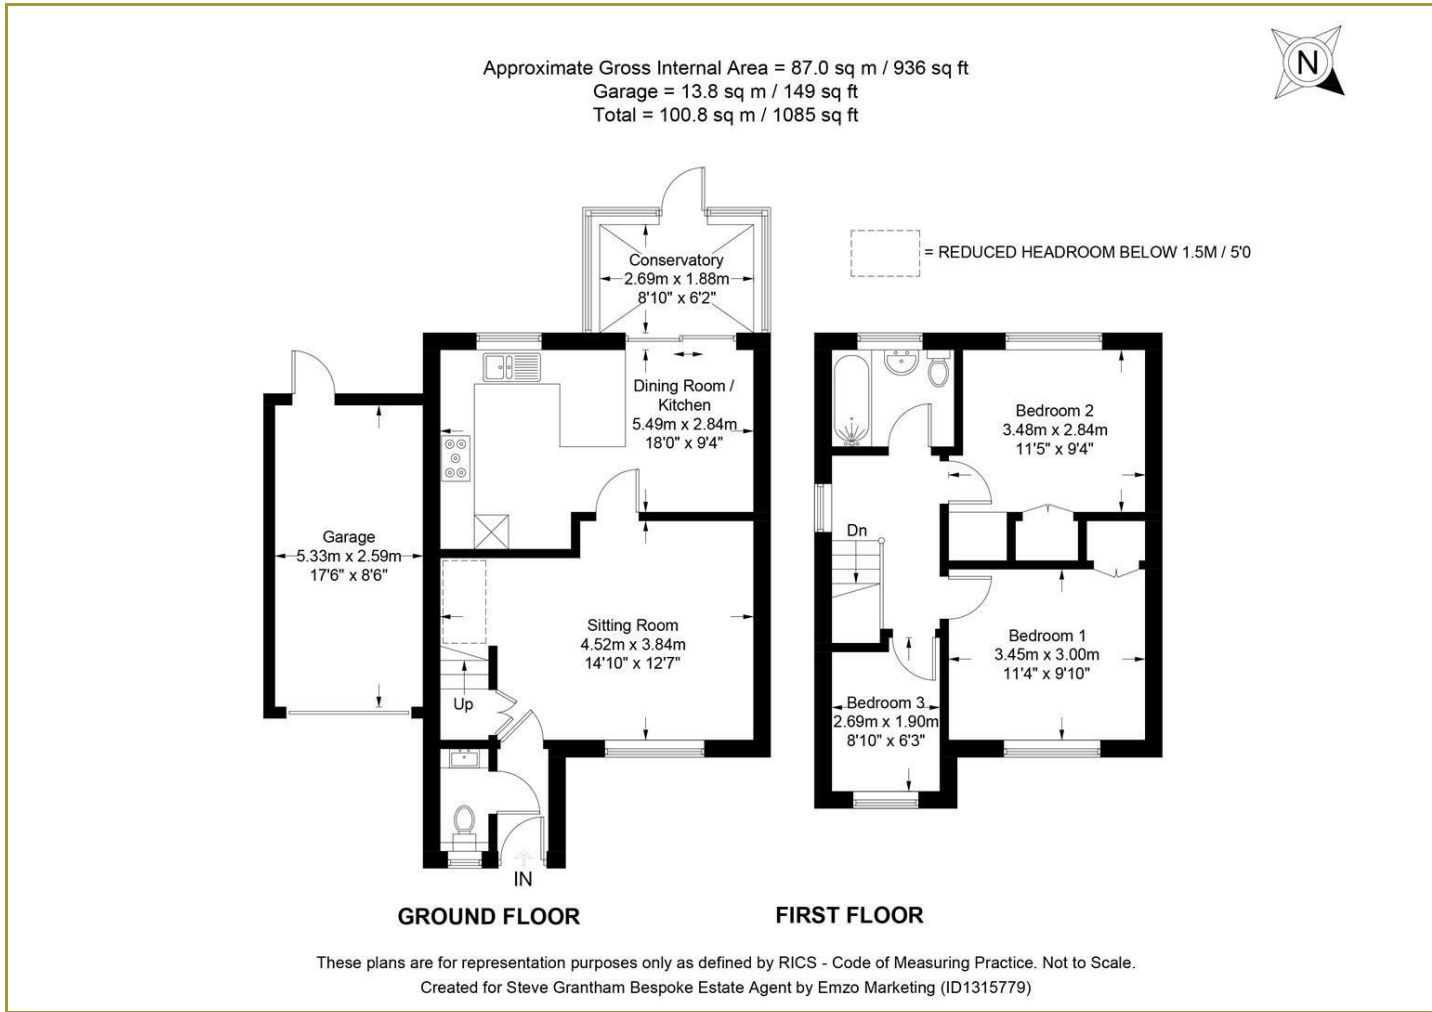 Approximate Gross Internal Area = 87.0 sq m / 936 sq ft
Garage = 13.8 sq m / 149 sq ft
Total = 100.8 sq m / 1085 sq ft
N
= REDUCED HEADROOM BELOW 1.5M / 5'0
Conservatory
2.69m x 1.88m
8'10" x 6'2"
Dining Room /
Kitchen
5.49m x 2.84m
18'0" x 9'4"
Garage
5.33m x 2.59m
17'6" x 8'6"
Sitting Room
4.52m x 3.84m
14'10" x 12'7"
Up
IN
GROUND FLOOR
Bedroom 2
3.48m x 2.84m
11'5" x 9'4"
Dn
Bedroom 1
3.45m x 3.00m
11'4" x 9'10"
Bedroom 3
2.69m x 1.90m
8'10" x 6'3"
FIRST FLOOR
These plans are for representation purposes only as defined by RICS - Code of Measuring Practice. Not to Scale.
Created for Steve Grantham Bespoke Estate Agent by Emzo Marketing (ID1315779)